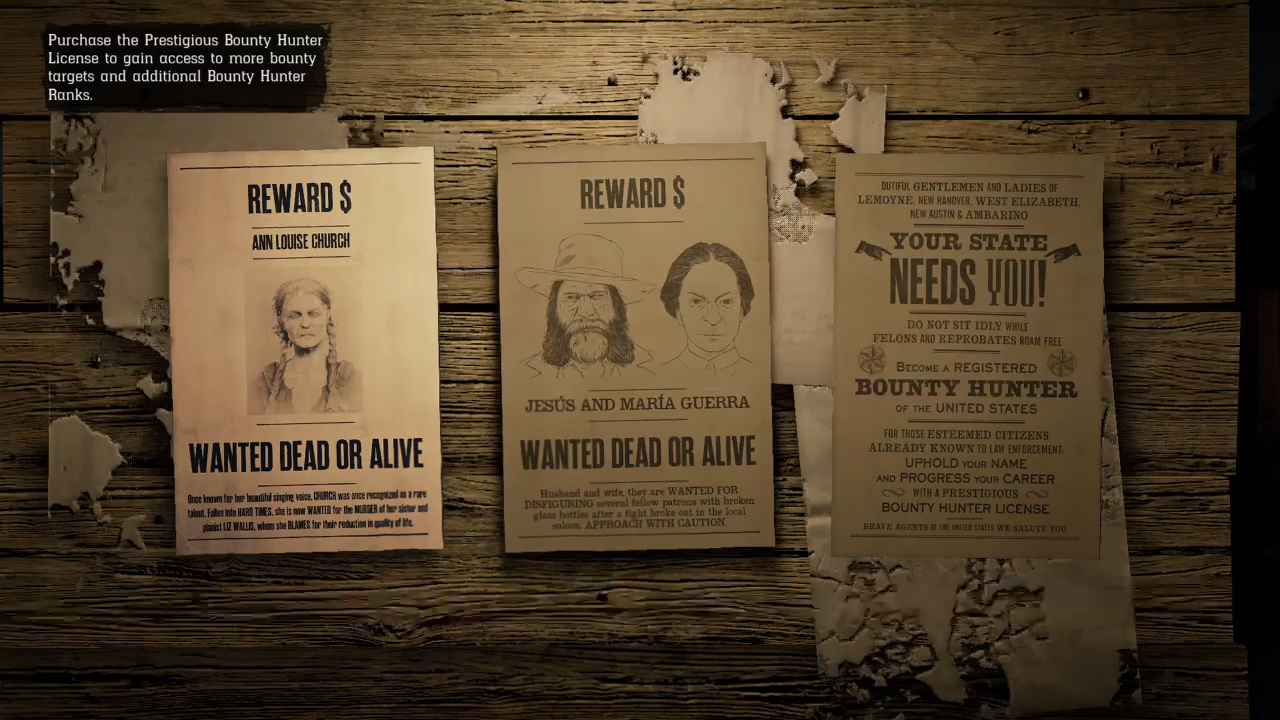 Purchase the Prestigious Bounty Hunter
License to gain access to more bounty
targets and additional Bounty Hunter
Ranks.
REWARD $
ANN LOUISE CHURCH
WANTED DEAD OR ALIVE
Once known for her beautiful singing voice, CHURCH was once recognized as a rare
talent. Fallen into HARD TIMES, she is now WANTED for the MURDER of her sister and
pianist LIZ WALLIS, whom she BLAMES for their reduction in quality of life.
REWARD $
JESÚS AND MARÍA GUERRA
WANTED DEAD OR ALIVE
Husband and wife, they are WANTED FOR
DISFIGURING several fellow patrons with broken
glass bottles after a fight broke out in the local
saloon. APPROACH WITH CAUTION.
DUTIFUL GENTLEMEN AND LADIES OF
LEMOYNE, NEW HANOVER, WEST ELIZABETH,
NEW AUSTIN & AMBARINO
YOUR STATE
NEEDS YOU!
DO NOT SIT IDLY WHILE
FELONS AND REPROBATES ROAM FREE
BECOME A REGISTERED
BOUNTY HUNTER
OF THE UNITED STATES
FOR THOSE ESTEEMED CITIZENS
ALREADY KNOWN TO LAW ENFORCEMENT,
UPHOLD YOUR NAME
AND PROGRESS YOUR CAREER
WITH A PRESTIGIOUS
BOUNTY HUNTER LICENSE
BRAVE AGENTS OF THE UNITED STATES WE SALUTE YOU